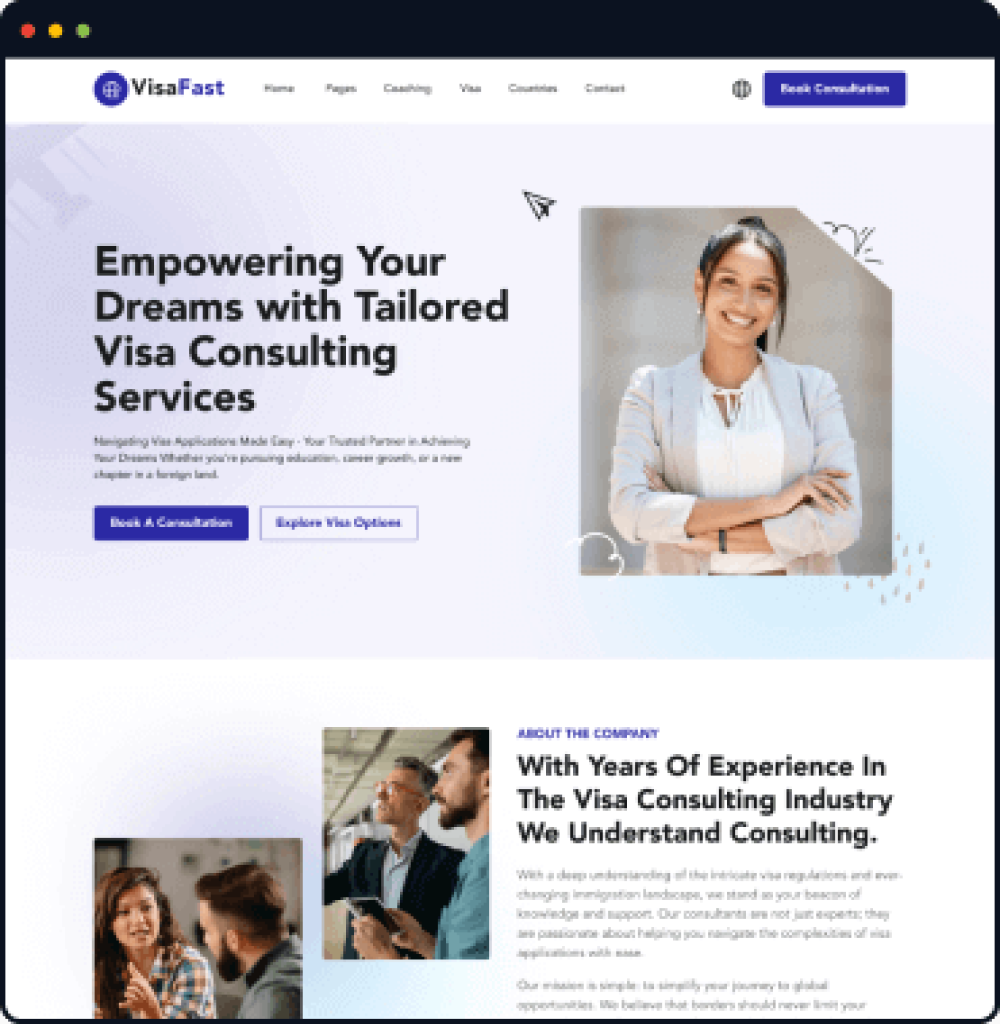 VisaFast
Home Pages Coaching Visa Countries Contact
Book Consultation
Empowering Your
Dreams with Tailored
Visa Consulting
Services
Navigating Visa Applications Made Easy - Your Trusted Partner in Achieving
Your Dreams Whether you're pursuing education, career growth, or a new
chapter in a foreign land.
Book A Consultation
Explore Visa Options
ABOUT THE COMPANY
With Years Of Experience In
The Visa Consulting Industry
We Understand Consulting.
With a deep understanding of the intricate visa regulations and ever-
changing immigration landscape, we stand as your beacon of
knowledge and support. Our consultants are not just experts; they
are passionate about helping you navigate the complexities of visa
applications with ease.
Our mission is simple: to simplify your journey to global
opportunities. We believe that borders should never limit your